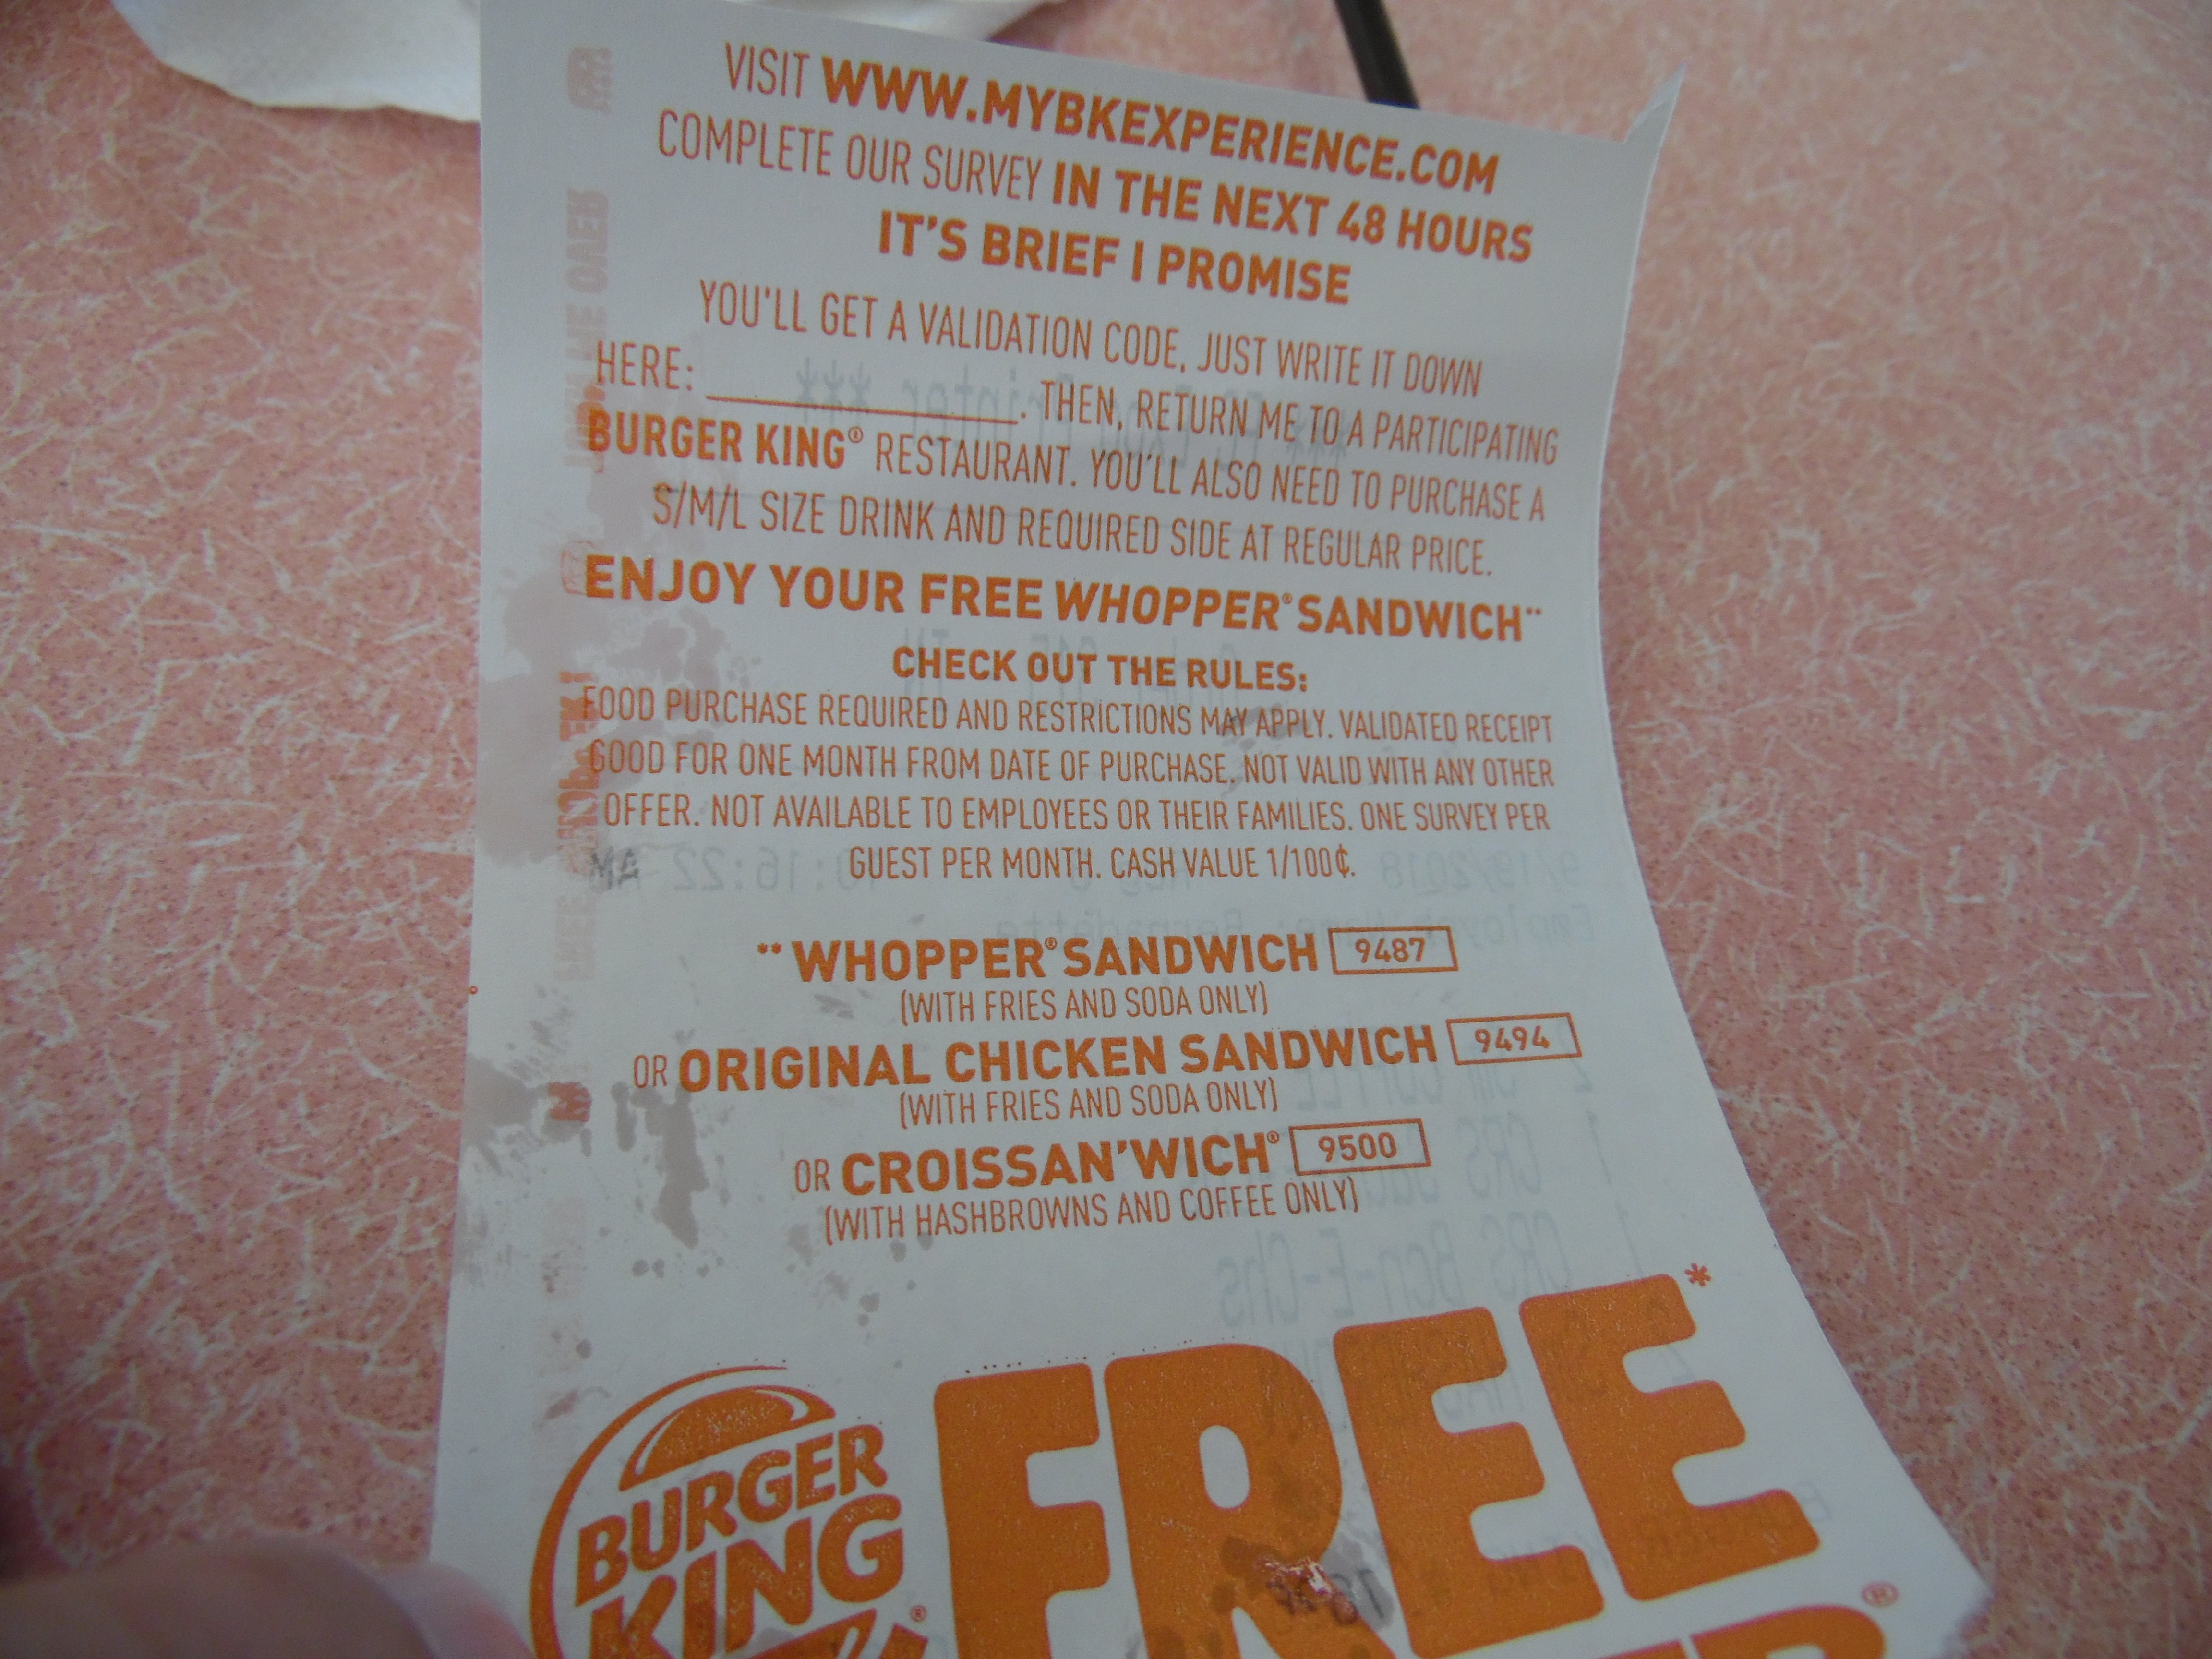 VISIT WWW.MYBKEXPERIENCE.COM
COMPLETE OUR SURVEY IN THE NEXT 48 HOURS
IT'S BRIEF I PROMISE
YOU'LL GET A VALIDATION CODE, JUST WRITE IT DOWN
HERE: ____________. THEN, RETURN ME TO A PARTICIPATING
BURGER KING® RESTAURANT. YOU'LL ALSO NEED TO PURCHASE A
S/M/L SIZE DRINK AND REQUIRED SIDE AT REGULAR PRICE.
ENJOY YOUR FREE WHOPPER® SANDWICH**
CHECK OUT THE RULES:
FOOD PURCHASE REQUIRED AND RESTRICTIONS MAY APPLY. VALIDATED RECEIPT
GOOD FOR ONE MONTH FROM DATE OF PURCHASE. NOT VALID WITH ANY OTHER
OFFER. NOT AVAILABLE TO EMPLOYEES OR THEIR FAMILIES. ONE SURVEY PER
GUEST PER MONTH. CASH VALUE 1/100¢.
** WHOPPER® SANDWICH 9487
(WITH FRIES AND SODA ONLY)
OR ORIGINAL CHICKEN SANDWICH 9494
(WITH FRIES AND SODA ONLY)
OR CROISSAN'WICH® 9500
(WITH HASHBROWNS AND COFFEE ONLY)
BURGER
KING®
FREE*